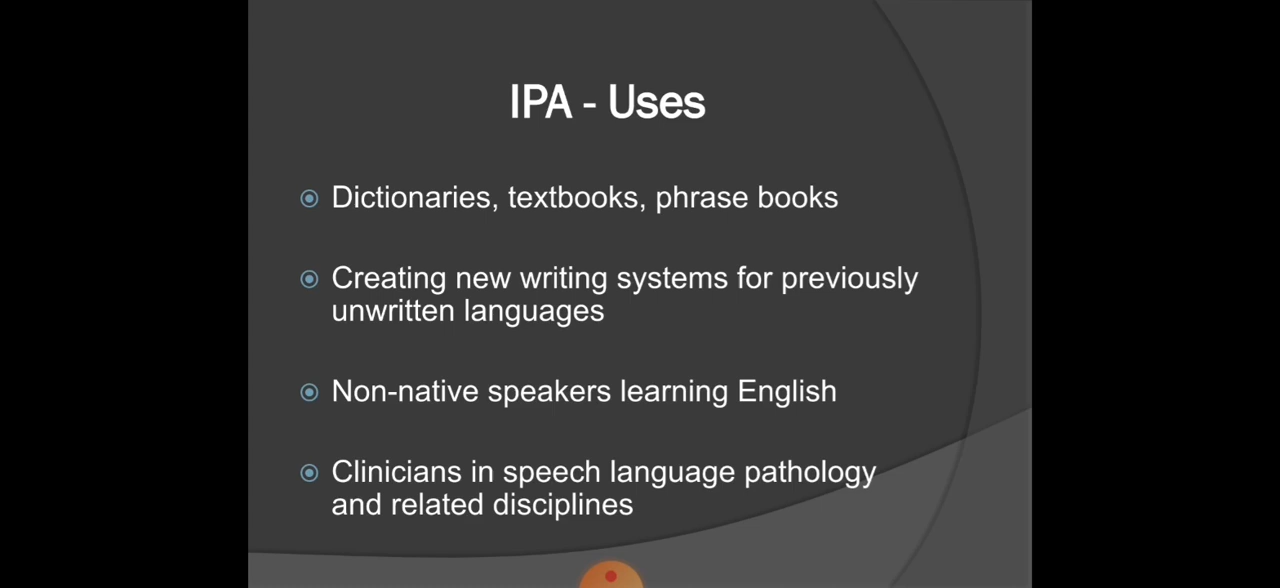 IPA - Uses
Dictionaries, textbooks, phrase books
Creating new writing systems for previously
unwritten languages
Non-native speakers learning English
Clinicians in speech language pathology
and related disciplines